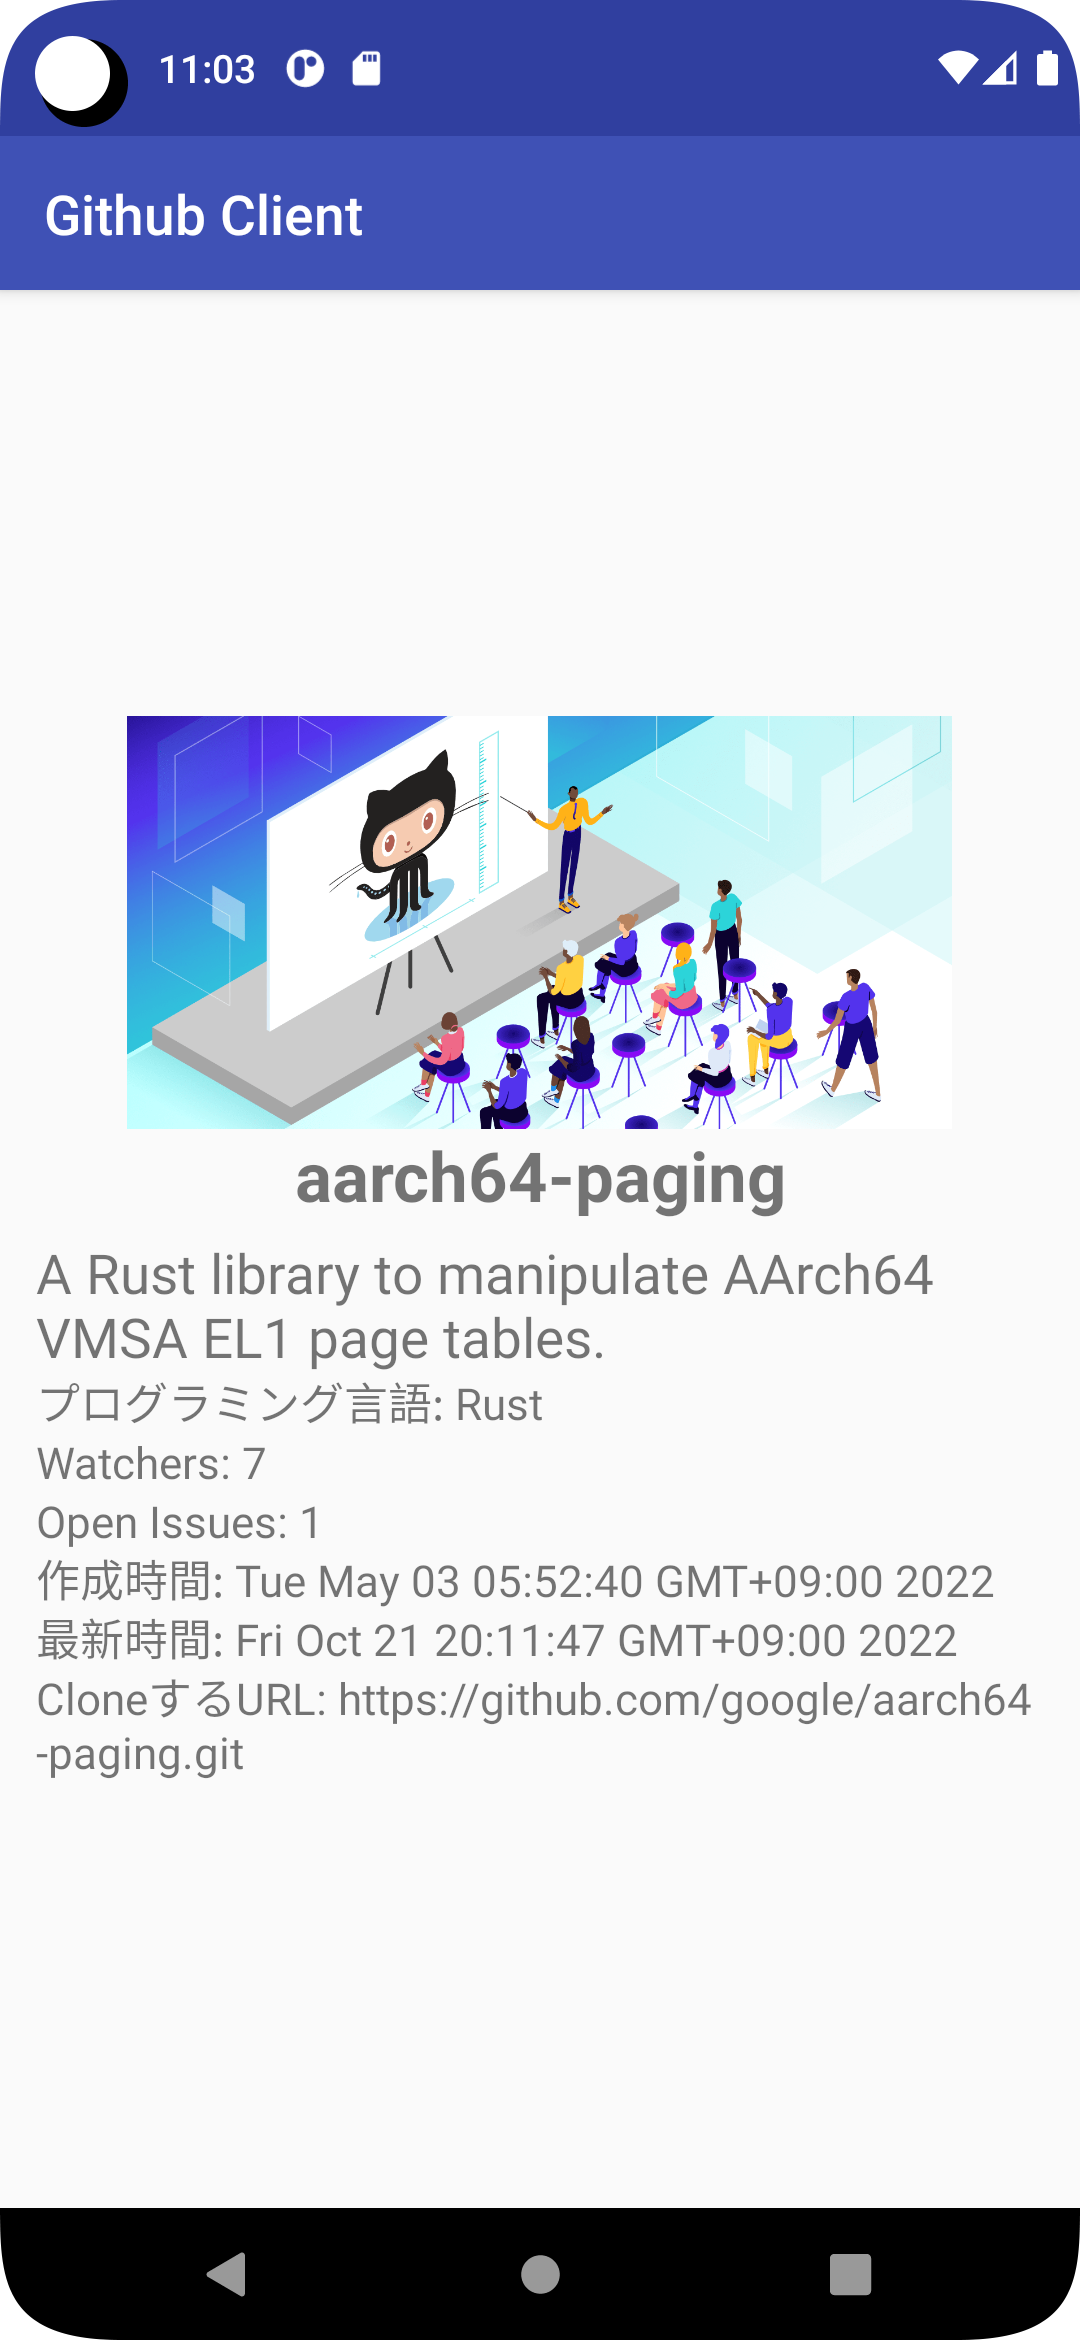 11:03
Github Client
aarch64-paging
A Rust library to manipulate AArch64
VMSA EL1 page tables.
プログラミング言語: Rust
Watchers: 7
Open Issues: 1
作成時間: Tue May 03 05:52:40 GMT+09:00 2022
最新時間: Fri Oct 21 20:11:47 GMT+09:00 2022
CloneするURL: https://github.com/google/aarch64
-paging.git